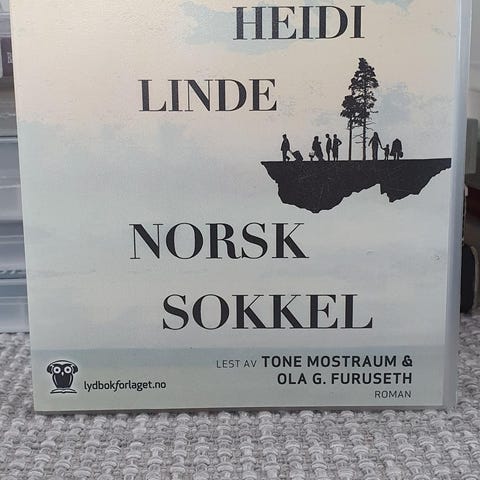 HEIDI
LINDE
NORSK
SOKKEL
LEST AV TONE MOSTRAUM &
OLA G. FURUSETH
ROMAN
lydbokforlaget.no